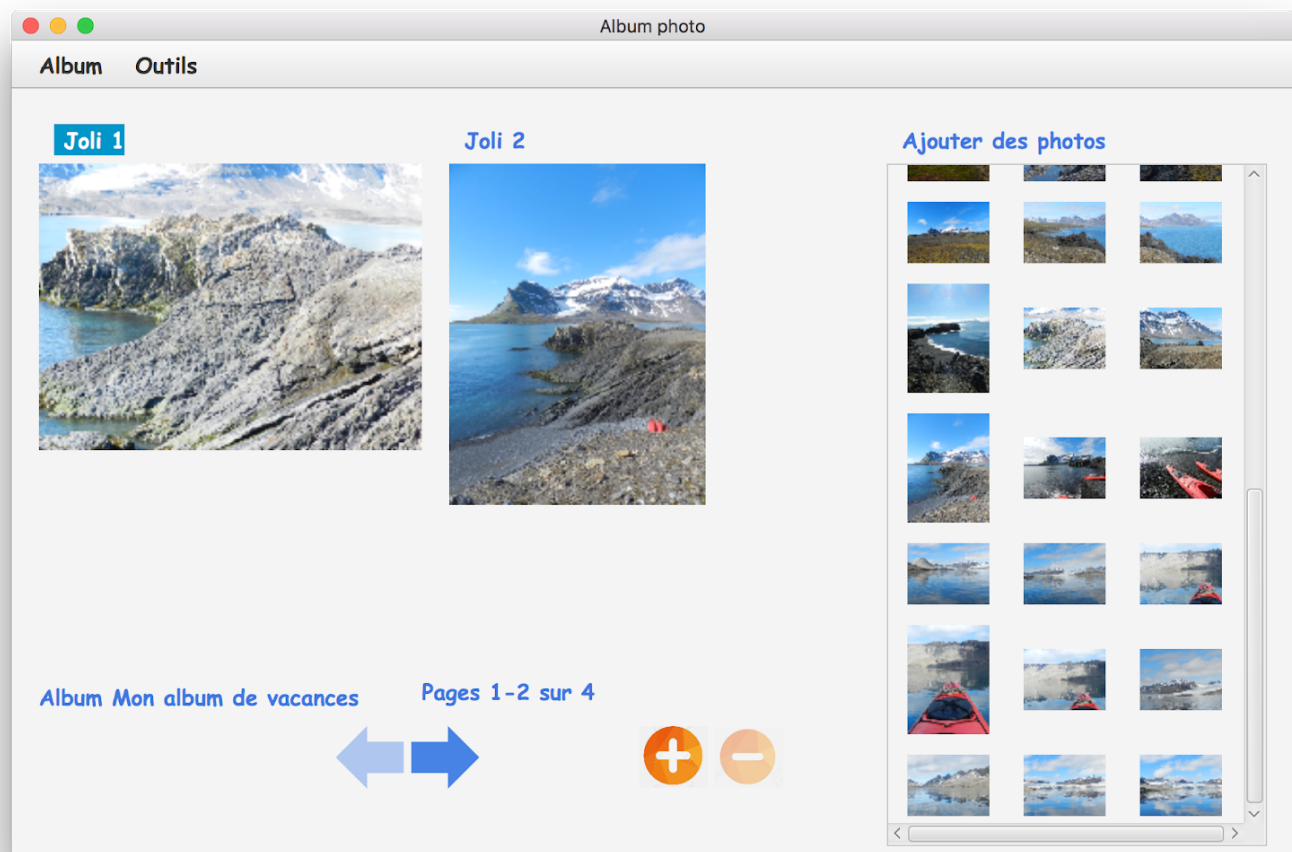 Album photo
Album Outils
Joli 1
Joli 2
Ajouter des photos
Album Mon album de vacances
Pages 1-2 sur 4